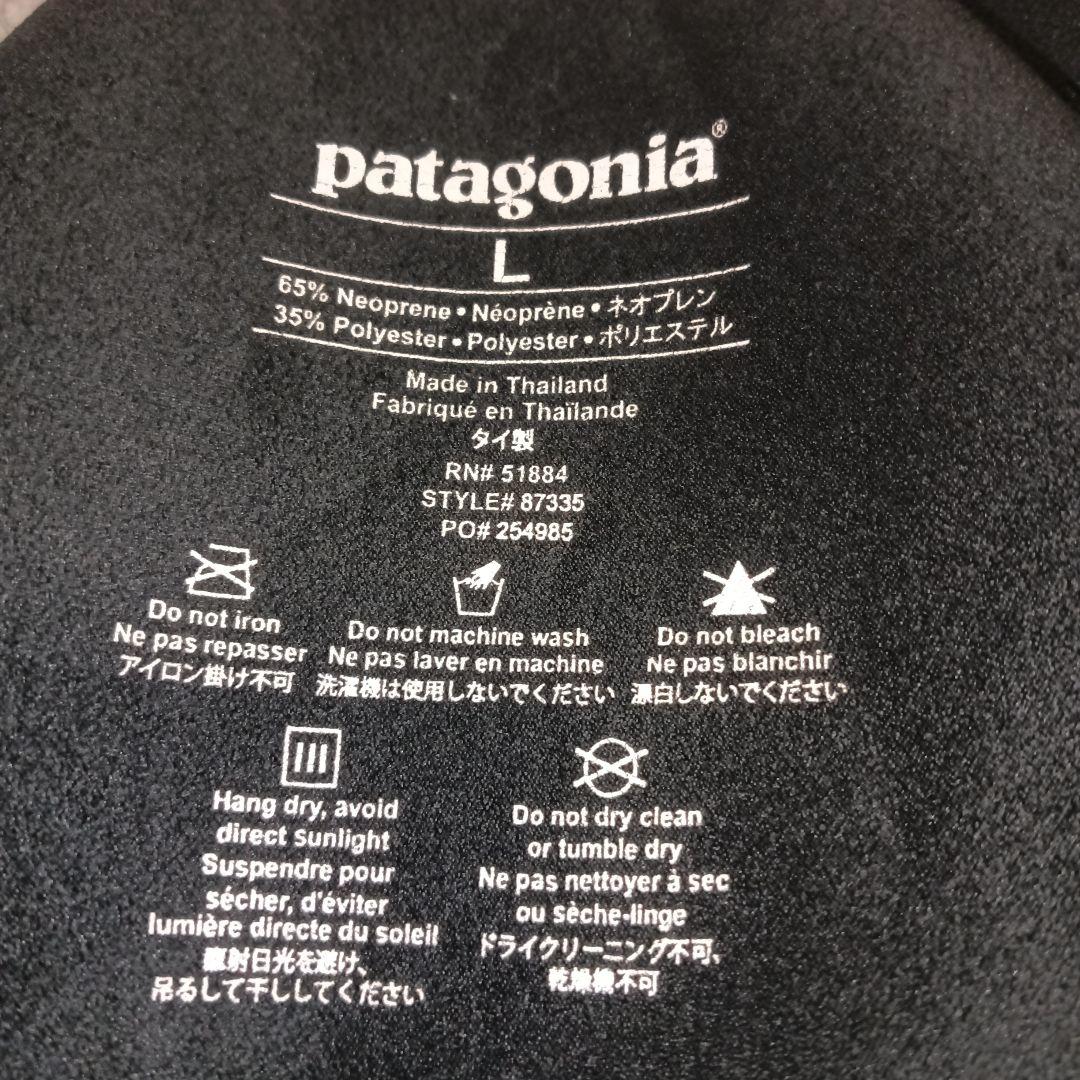 patagonia®
L
65% Neoprene • Néoprène • ネオプレン
35% Polyester • Polyester • ポリエステル
Made in Thailand
Fabriqué en Thaïlande
タイ製
RN# 51884
STYLE# 87335
PO# 254985
Do not iron
Ne pas repasser
アイロン掛け不可
Do not machine wash
Ne pas laver en machine
洗濯機は使用しないでください
Do not bleach
Ne pas blanchir
漂白しないでください
Hang dry, avoid
direct sunlight
Suspendre pour
sécher, d'éviter
lumière directe du soleil
直射日光を避け、
吊るして干ししてください
Do not dry clean
or tumble dry
Ne pas nettoyer à sec
ou sèche-linge
ドライクリーニング不可、
乾燥機不可